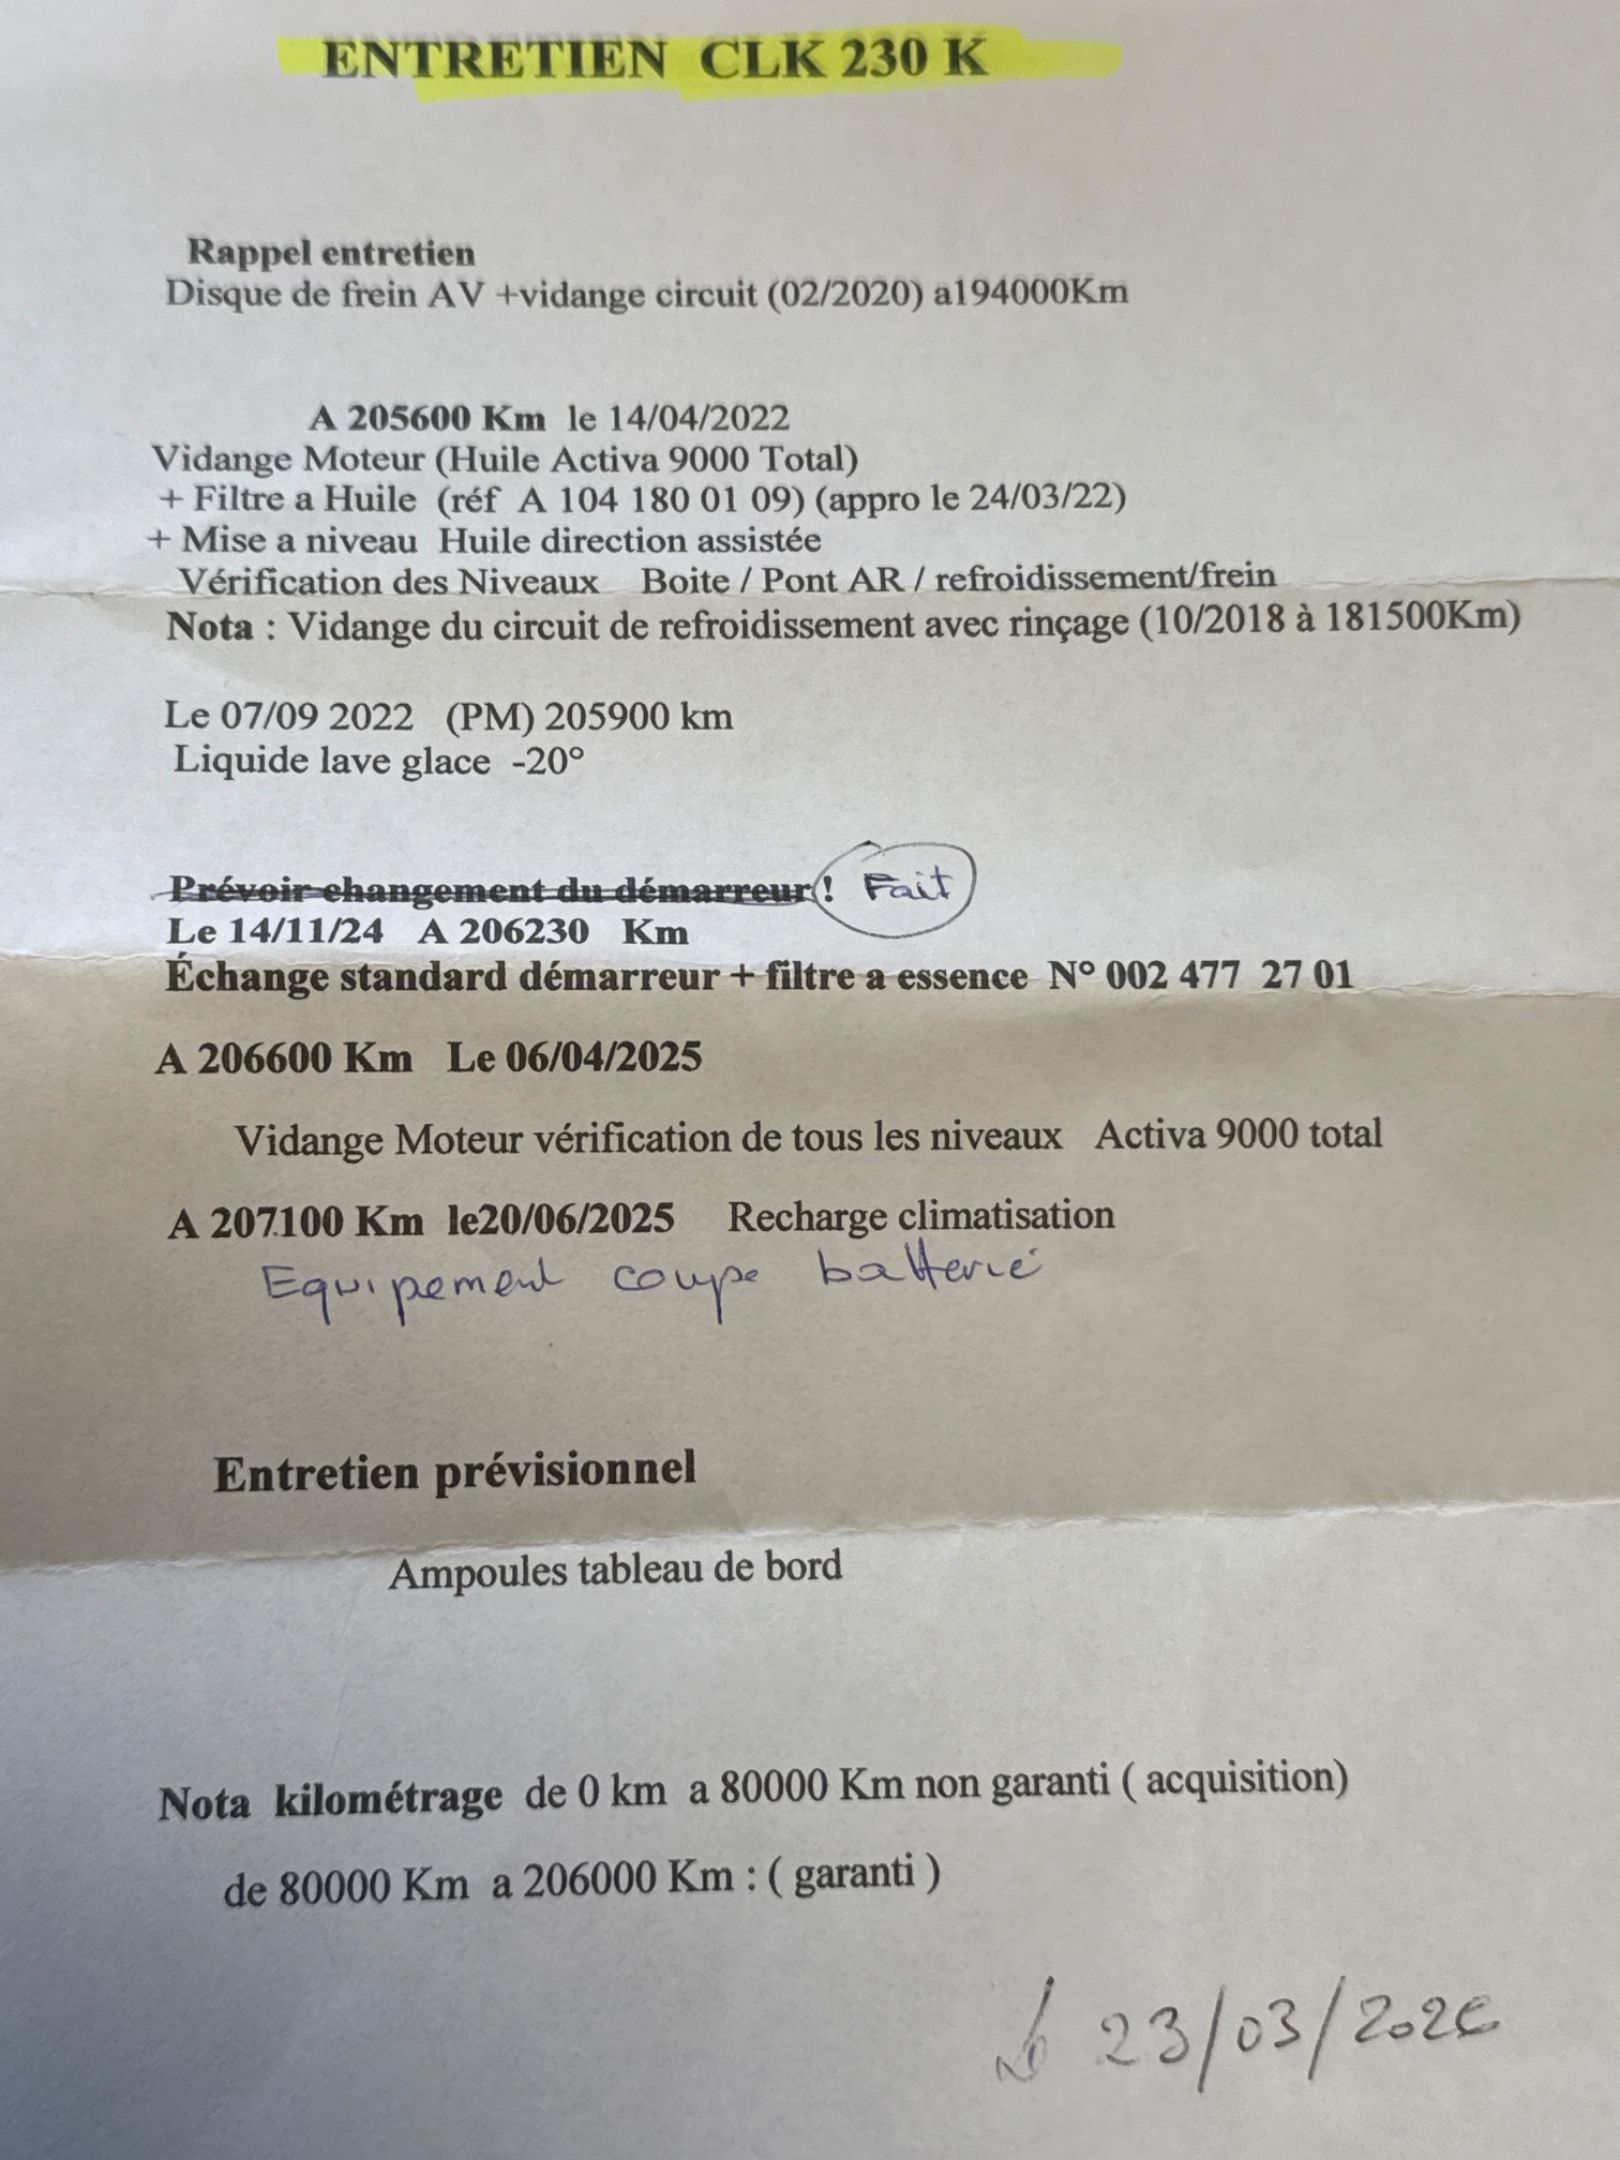 ENTRETIEN CLK 230 K
Rappel entretien
Disque de frein AV +vidange circuit (02/2020) a194000Km
A 205600 Km le 14/04/2022
Vidange Moteur (Huile Activa 9000 Total)
+ Filtre a Huile (réf A 104 180 01 09) (appro le 24/03/22)
+ Mise a niveau Huile direction assistée
Vérification des Niveaux Boite / Pont AR / refroidissement/frein
Nota : Vidange du circuit de refroidissement avec rinçage (10/2018 à 181500Km)
Le 07/09 2022 (PM) 205900 km
Liquide lave glace -20°
Prévoir changement du démarreur ! Fait
Le 14/11/24 A 206230 Km
Échange standard démarreur + filtre a essence N° 002 477 27 01
A 206600 Km Le 06/04/2025
Vidange Moteur vérification de tous les niveaux Activa 9000 total
A 207100 Km le20/06/2025 Recharge climatisation
Equipement coupe batterie
Entretien prévisionnel
Ampoules tableau de bord
Nota kilométrage de 0 km a 80000 Km non garanti ( acquisition)
de 80000 Km a 206000 Km : ( garanti )
23/03/2026